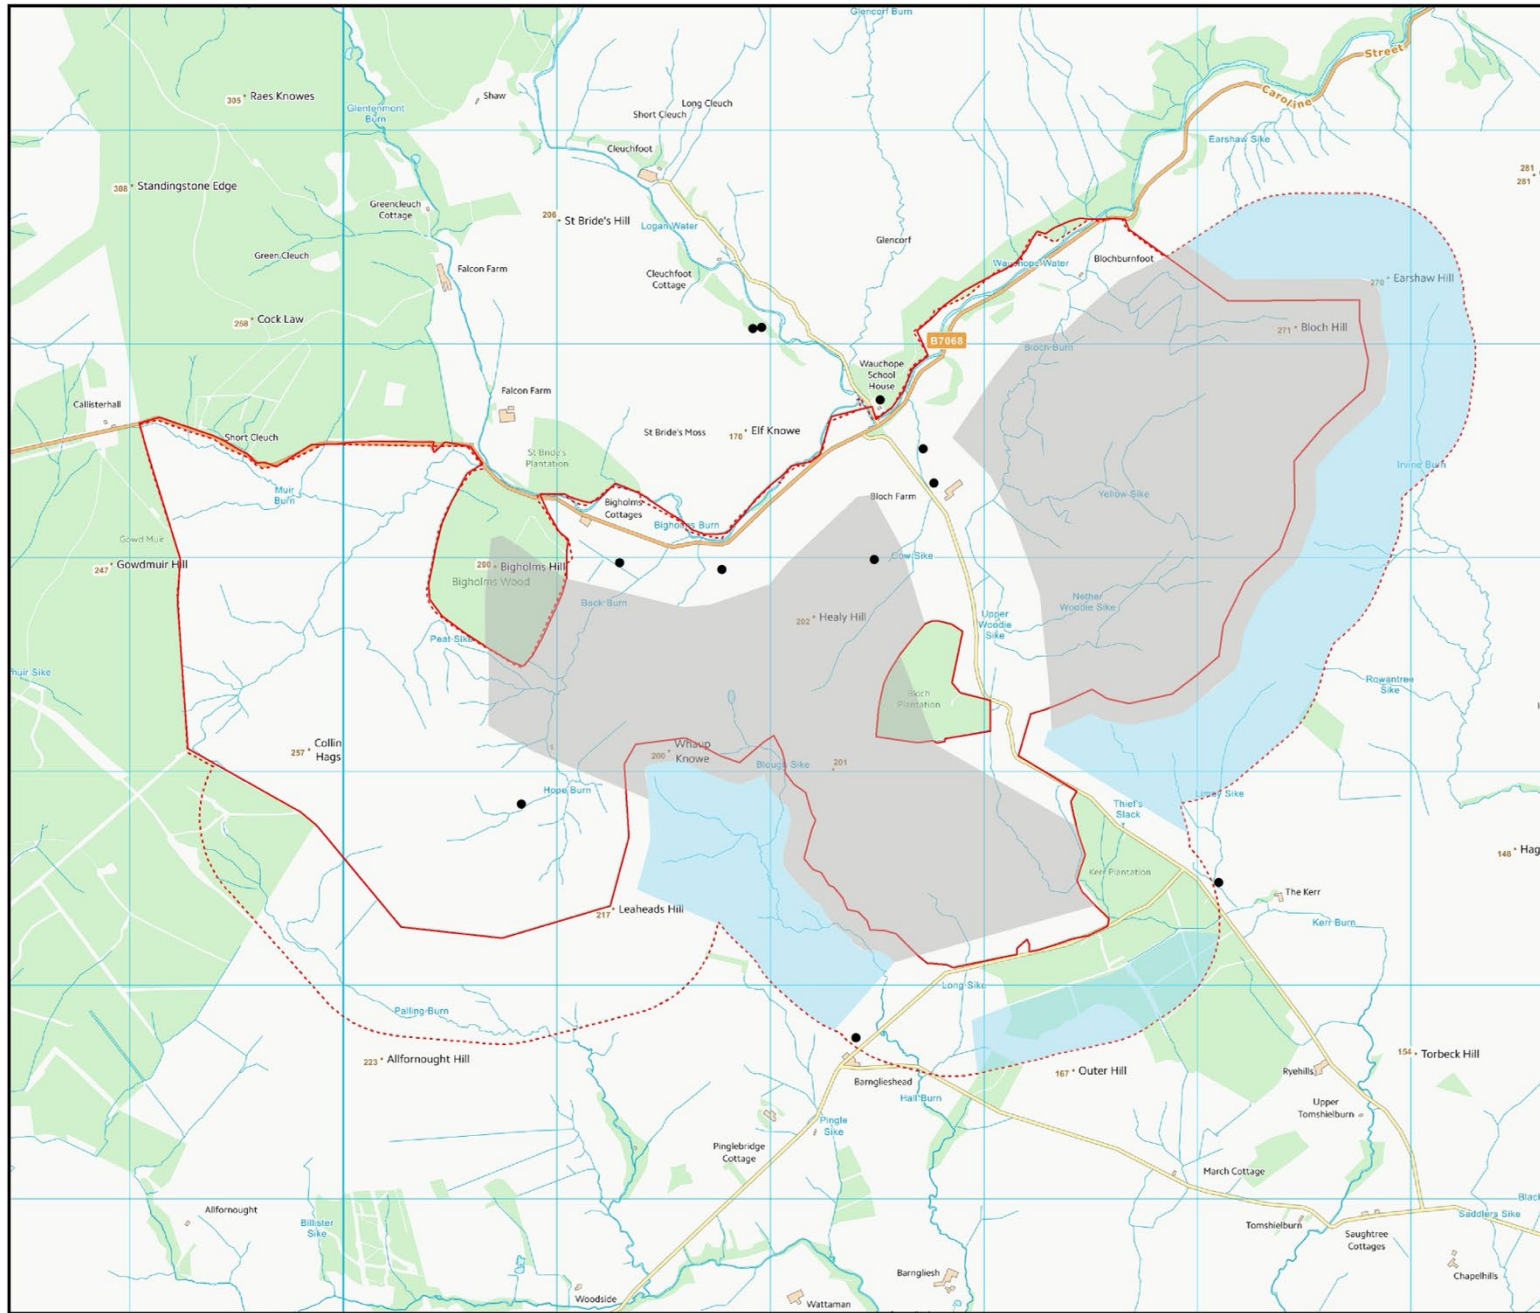 Glencorf Burn
Street
Caroline
305 Raes Knowes
Shaw
Glentenmont
Burn
Long Cleuch
Short Cleuch
Cleuchfoot
Earshaw Sike
281
281
308 Standingstone Edge
Greencleuch
Cottage
206 St Bride's Hill
Logan Water
Glencorf
Green Cleuch
Falcon Farm
Cleuchfoot
Cottage
Wauchope Water
Blochburnfoot
270 Earshaw Hill
268 Cock Law
271 Bloch Hill
B7068
Bloch Burn
Wauchope
School
House
Falcon Farm
Callisterhall
Short Cleuch
St Bride's Moss
170 Elf Knowe
St Bride's
Plantation
Irvine Burn
Muir
Burn
Bigholms
Cottages
Bloch Farm
Yellow Sike
Bigholms Burn
Gowd Muir
Cow Sike
247 Gowdmuir Hill
200 Bigholms Hill
Bigholms Wood
Back Burn
Nether
Woodie Sike
202 Healy Hill
Upper
Woodie
Sike
Peat Sike
huir Sike
Rowantree
Sike
Bloch
Plantation
257 Collin
Hags
200 Whaup
Knowe
Blough Sike
201
Hope Burn
Limey Sike
Thief's
Slack
148 Hag
Kerr Plantation
The Kerr
217 Leaheads Hill
Kerr Burn
Long Sike
Palling Burn
223 Allfornought Hill
154 Torbeck Hill
167 Outer Hill
Ryehills
Barnglieshead
Hall Burn
Upper
Tomshielburn
Pingle
Sike
Pinglebridge
Cottage
March Cottage
Black
Allfornought
Billister
Sike
Saddlers Sike
Tomshielburn
Saughtree
Cottages
Barngliesh
Chapelhills
Woodside
Wattaman